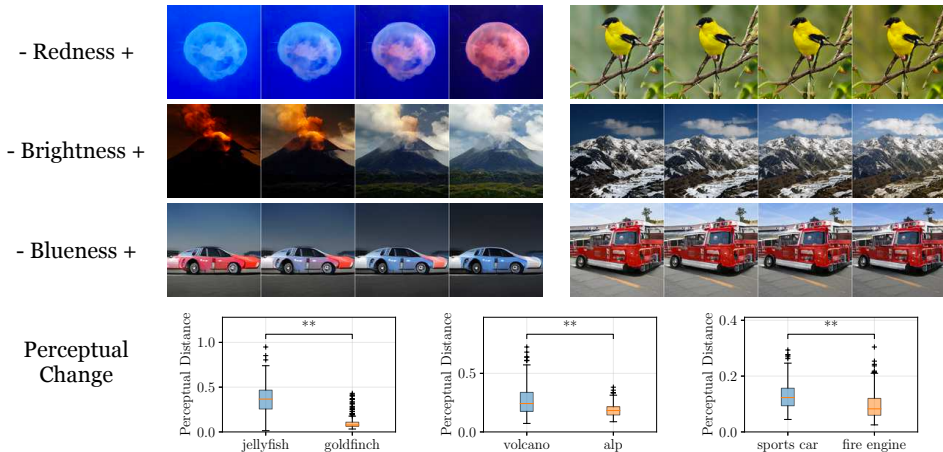 - Redness +
- Brightness +
- Blueness +
Perceptual
Change
Perceptual Distance
1.0
0.5
0.0
**
jellyfish
goldfinch
Perceptual Distance
0.5
0.0
**
volcano
alp
Perceptual Distance
0.4
0.2
0.0
**
sports car
fire engine